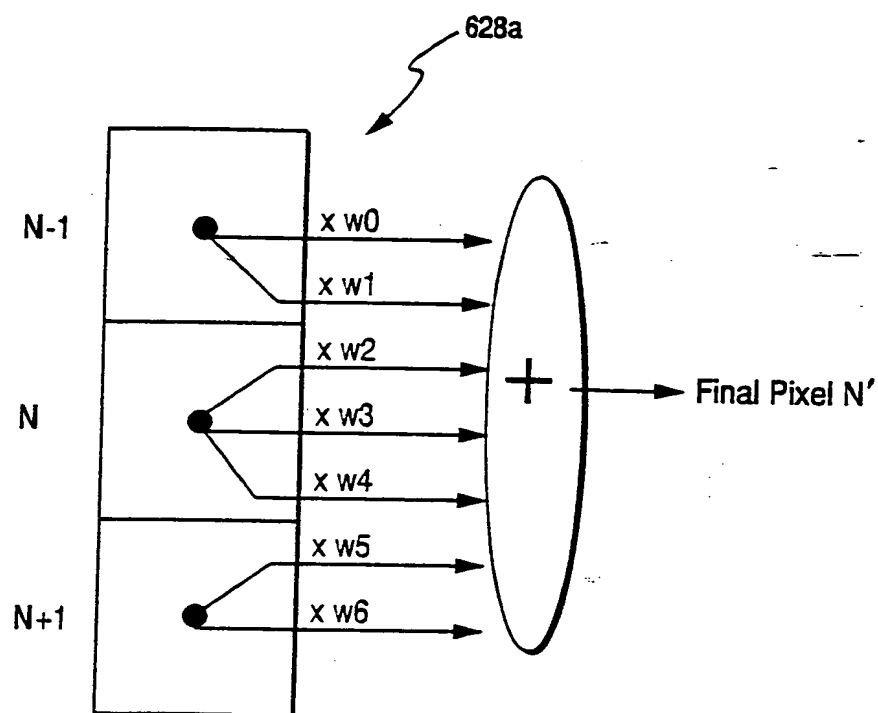 628a
N-1
x w0
x w1
x w2
N
x w3
+
Final Pixel N'
x w4
x w5
N+1
x w6